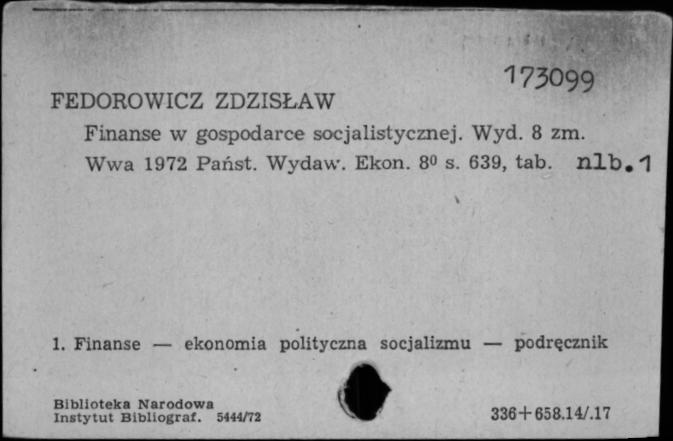 173099
FEDOROWICZ ZDZISŁAW
Finanse w gospodarce socjalistycznej. Wyd. 8 zm.
Wwa 1972 Państ. Wydaw. Ekon. 8⁰ s. 639, tab. nlb.1
1. Finanse — ekonomia polityczna socjalizmu — podręcznik
Biblioteka Narodowa
Instytut Bibliograf. 5444/72
336+658.14/.17